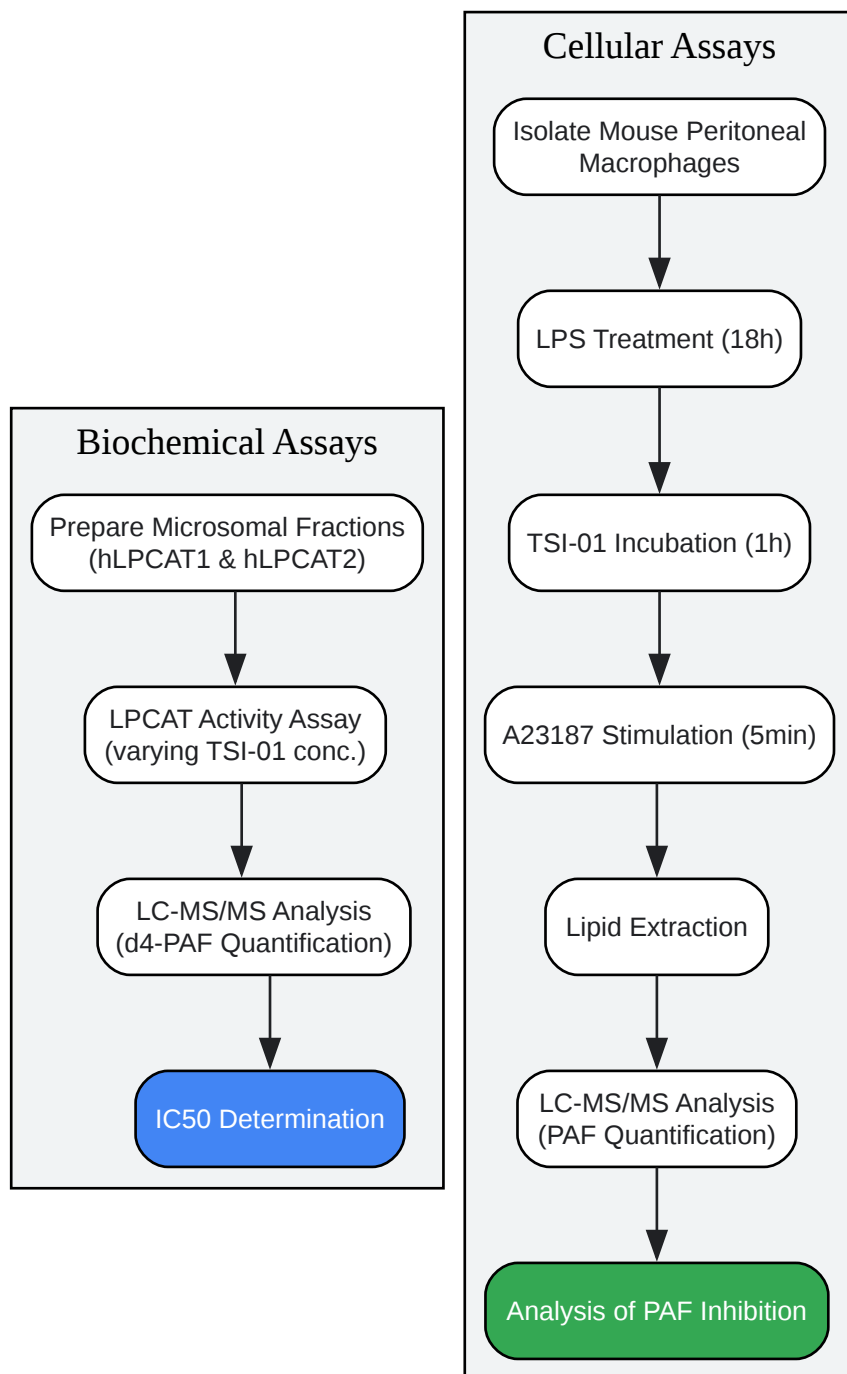 Biochemical Assays
Prepare Microsomal Fractions
(hLPCAT1 & hLPCAT2)
LPCAT Activity Assay
(varying TSI-01 conc.)
LC-MS/MS Analysis
(d4-PAF Quantification)
IC50 Determination
Cellular Assays
Isolate Mouse Peritoneal
Macrophages
LPS Treatment (18h)
TSI-01 Incubation (1h)
A23187 Stimulation (5min)
Lipid Extraction
LC-MS/MS Analysis
(PAF Quantification)
Analysis of PAF Inhibition